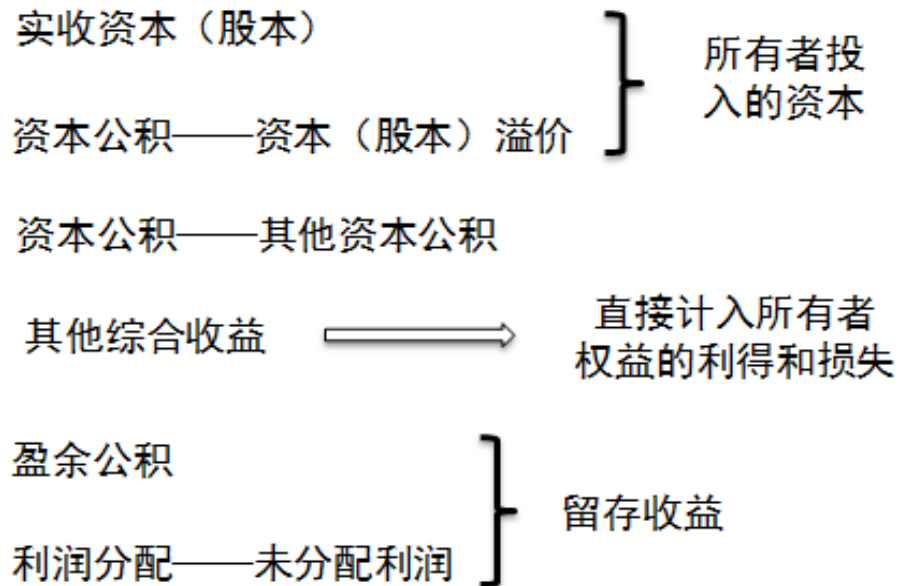 实收资本（股本）
所有者投
入的资本
资本公积——资本（股本）溢价
资本公积——其他资本公积
其他综合收益
直接计入所有者
权益的利得和损失
盈余公积
留存收益
利润分配——未分配利润